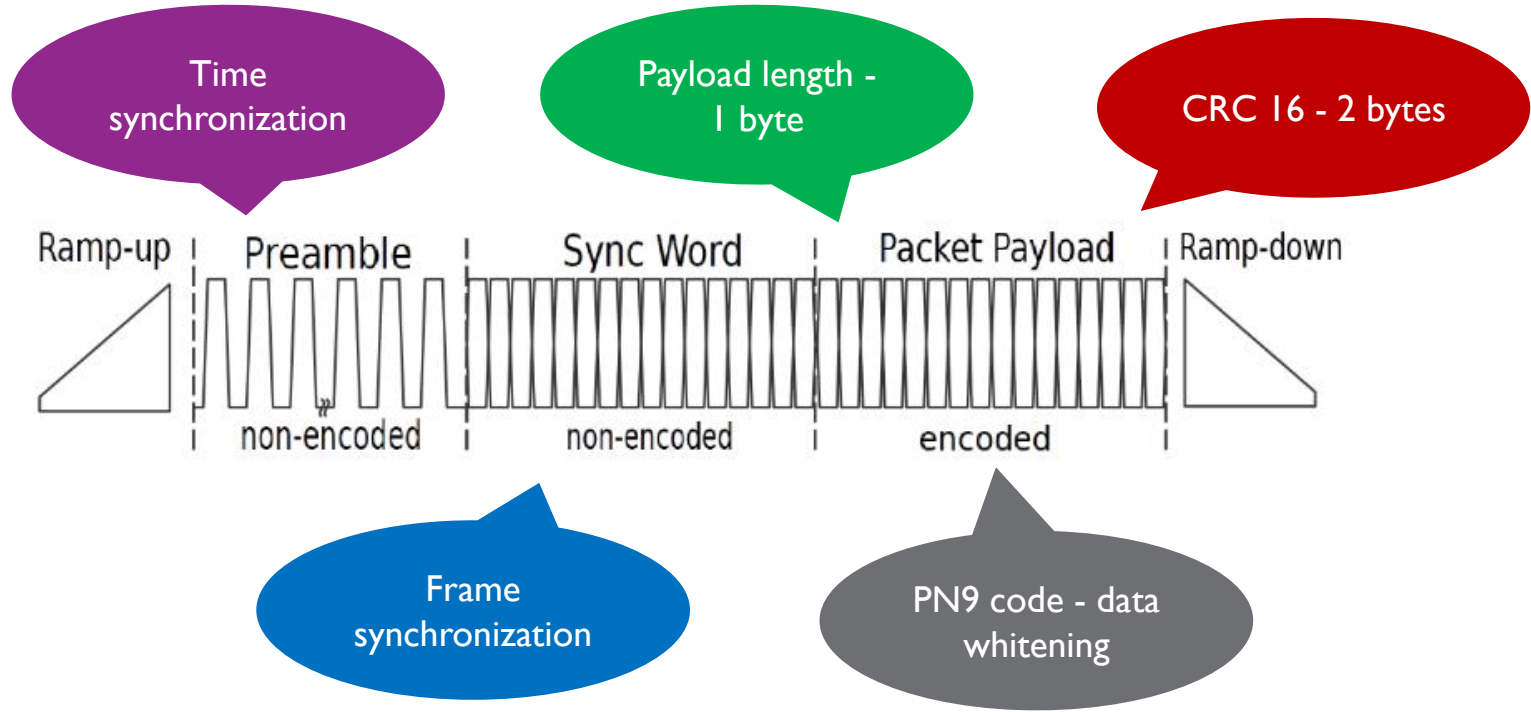 Time
synchronization
Payload length -
1 byte
CRC 16 - 2 bytes
Ramp-up
Preamble
Sync Word
Packet Payload
Ramp-down
non-encoded
non-encoded
encoded
Frame
synchronization
PN9 code - data
whitening